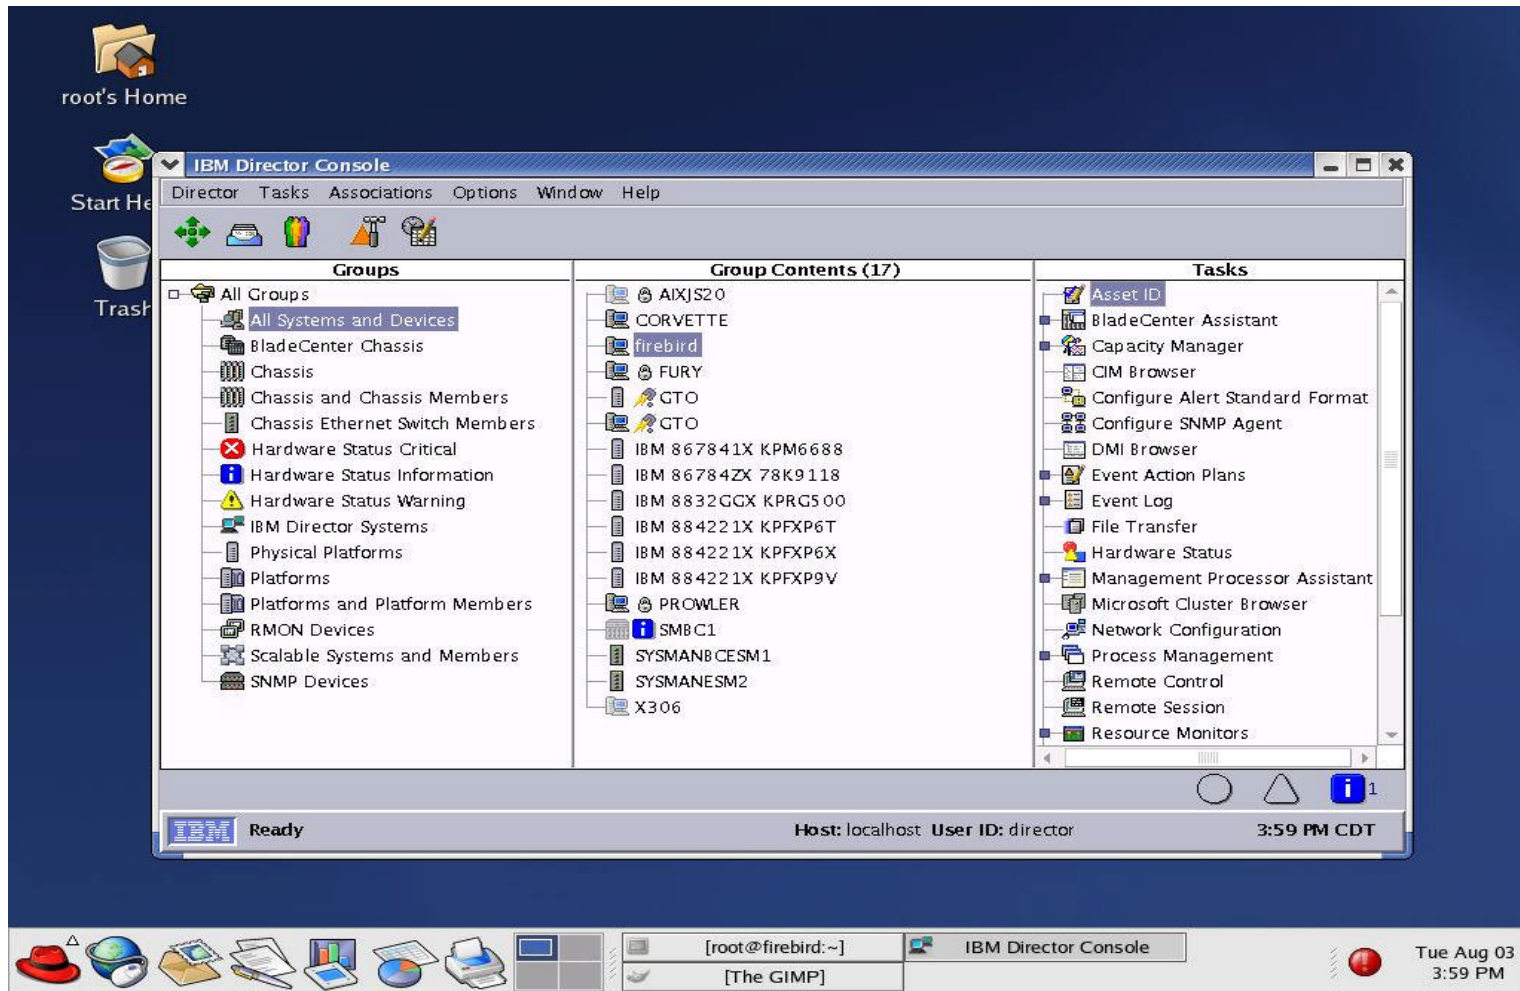 root's Home
Start He
Trash
IBM Director Console
Director Tasks Associations Options Window Help
Groups
All Groups
All Systems and Devices
BladeCenter Chassis
Chassis
Chassis and Chassis Members
Chassis Ethernet Switch Members
Hardware Status Critical
Hardware Status Information
Hardware Status Warning
IBM Director Systems
Physical Platforms
Platforms
Platforms and Platform Members
RMON Devices
Scalable Systems and Members
SNMP Devices
Group Contents (17)
AIXJS20
CORVETTE
firebird
FURY
GTO
GTO
IBM 867841X KPM6688
IBM 86784ZX 78K9118
IBM 8832GGX KPRG500
IBM 884221X KPFXP6T
IBM 884221X KPFXP6X
IBM 884221X KPFXP9V
PROWLER
SMBC1
SYSMANBCESM1
SYSMANESM2
X306
Tasks
Asset ID
BladeCenter Assistant
Capacity Manager
CIM Browser
Configure Alert Standard Format
Configure SNMP Agent
DMI Browser
Event Action Plans
Event Log
File Transfer
Hardware Status
Management Processor Assistant
Microsoft Cluster Browser
Network Configuration
Process Management
Remote Control
Remote Session
Resource Monitors
i 1
IBM Ready Host: localhost User ID: director 3:59 PM CDT
[root@firebird:~] IBM Director Console
[The GIMP]
Tue Aug 03
3:59 PM